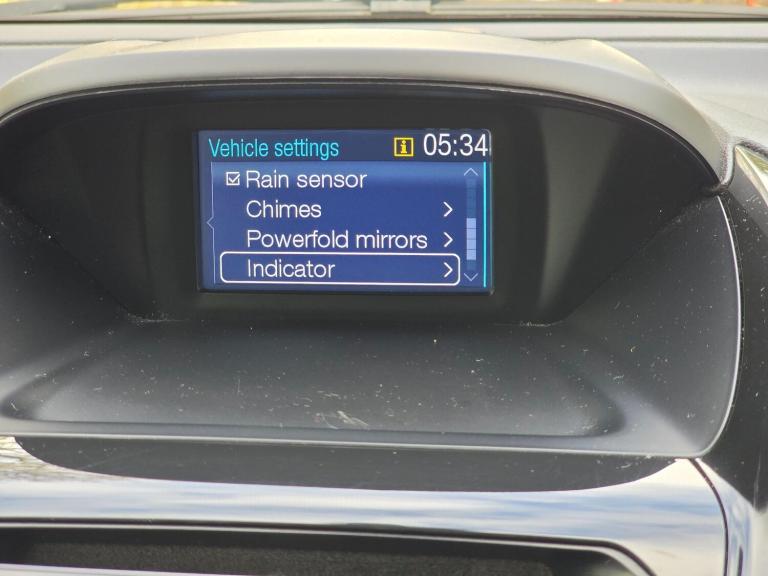 Vehicle settings i 05:34
Rain sensor
Chimes
Powerfold mirrors
Indicator